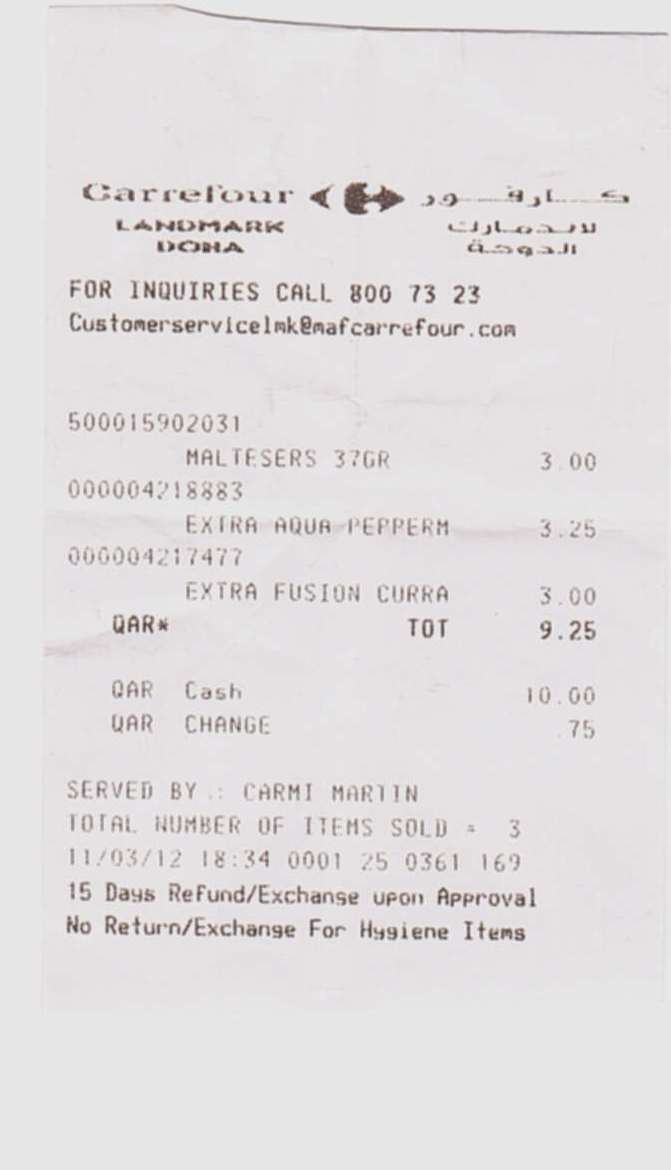 Carrefour كارفور
LANDMARK لاندمارك
DOHA الدوحة
FOR INQUIRIES CALL 800 73 23
Customerservicelmk@mafcarrefour.com
500015902031
MALTESERS 37GR 3.00
000004218883
EXTRA AQUA PEPPERM 3.25
000004217477
EXTRA FUSION CURRA 3.00
QAR* TOT 9.25
QAR Cash 10.00
QAR CHANGE .75
SERVED BY .: CARMI MARTIN
TOTAL NUMBER OF ITEMS SOLD = 3
11/03/12 18:34 0001 25 0361 169
15 Days Refund/Exchange upon Approval
No Return/Exchange For Hygiene Items